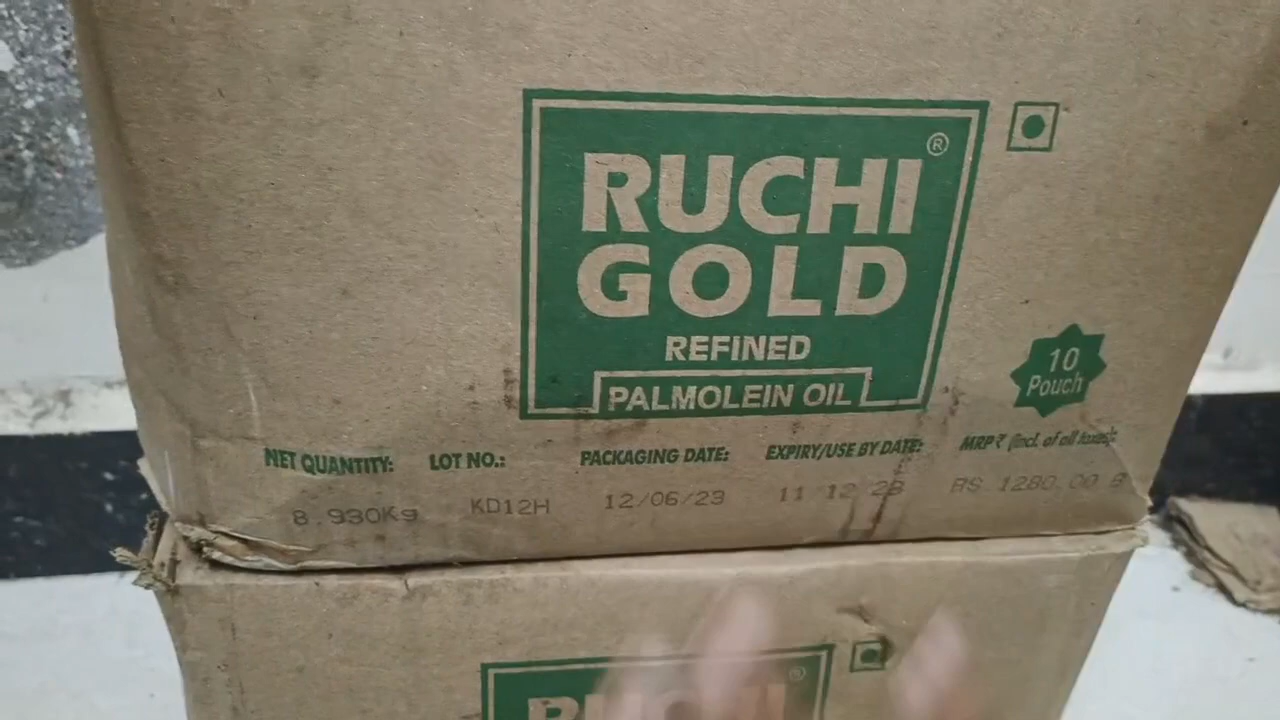 RUCHI®
GOLD
REFINED
PALMOLEIN OIL
10
Pouch
NET QUANTITY: LOT NO.: PACKAGING DATE: EXPIRY/USE BY DATE: MRP₹ (incl. of all taxes):
8.930Kg KD12H 12/06/23 11 12 23 RS 1280.00
RUCHI®